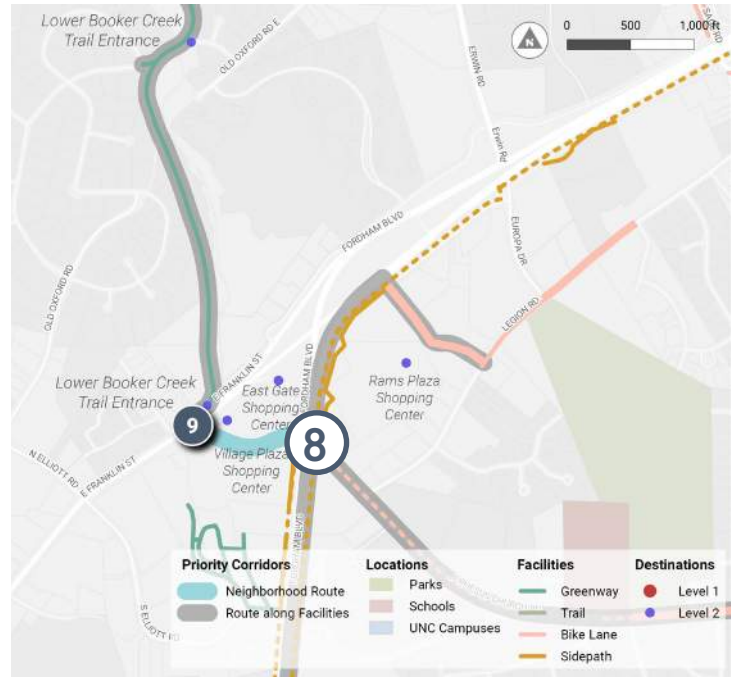 Lower Booker Creek
Trail Entrance
OLD OXFORD RD E
N
0 500 1,000 ft
ERWIN RD
Erwin Rd
FORDHAM BLVD
EUROPA DR
LEGION RD
OLD OXFORD RD
E FRANKLIN ST
FORDHAM BLVD
Lower Booker Creek
Trail Entrance
East Gate
Shopping
Center
Rams Plaza
Shopping
Center
9
8
Village Plaza
Shopping
Center
N ELLIOTT RD
E FRANKLIN ST
S ELLIOTT RD
Priority Corridors
Neighborhood Route
Route along Facilities
Locations
Parks
Schools
UNC Campuses
Facilities
Greenway
Trail
Bike Lane
Sidepath
Destinations
Level 1
Level 2